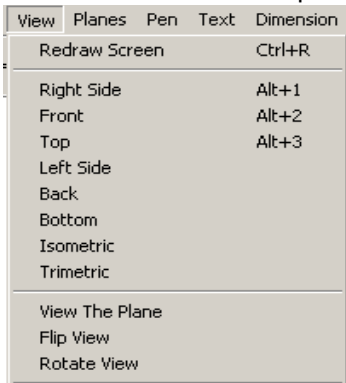 View Planes Pen Text Dimension
Redraw Screen Ctrl+R
Right Side Alt+1
Front Alt+2
Top Alt+3
Left Side
Back
Bottom
Isometric
Trimetric
View The Plane
Flip View
Rotate View